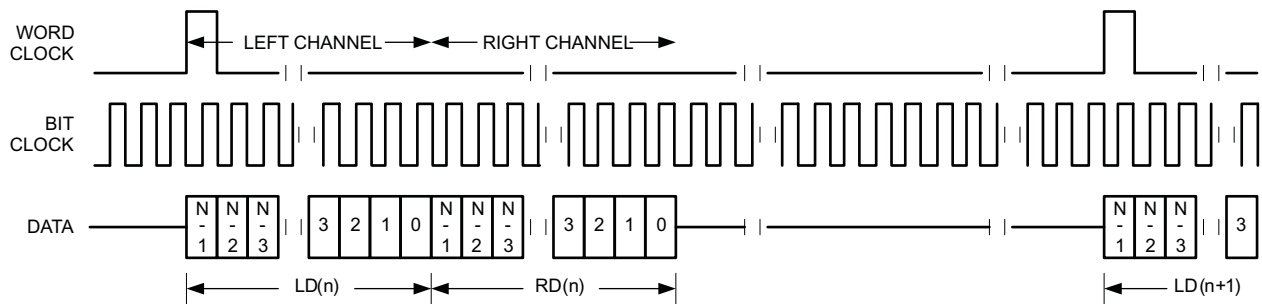 WORD
CLOCK
LEFT CHANNEL
RIGHT CHANNEL
BIT
CLOCK
DATA
N-1 N-2 N-3 3 2 1 0 N-1 N-2 N-3 3 2 1 0 N-1 N-2 N-3 3
LD(n) RD(n) LD(n+1)